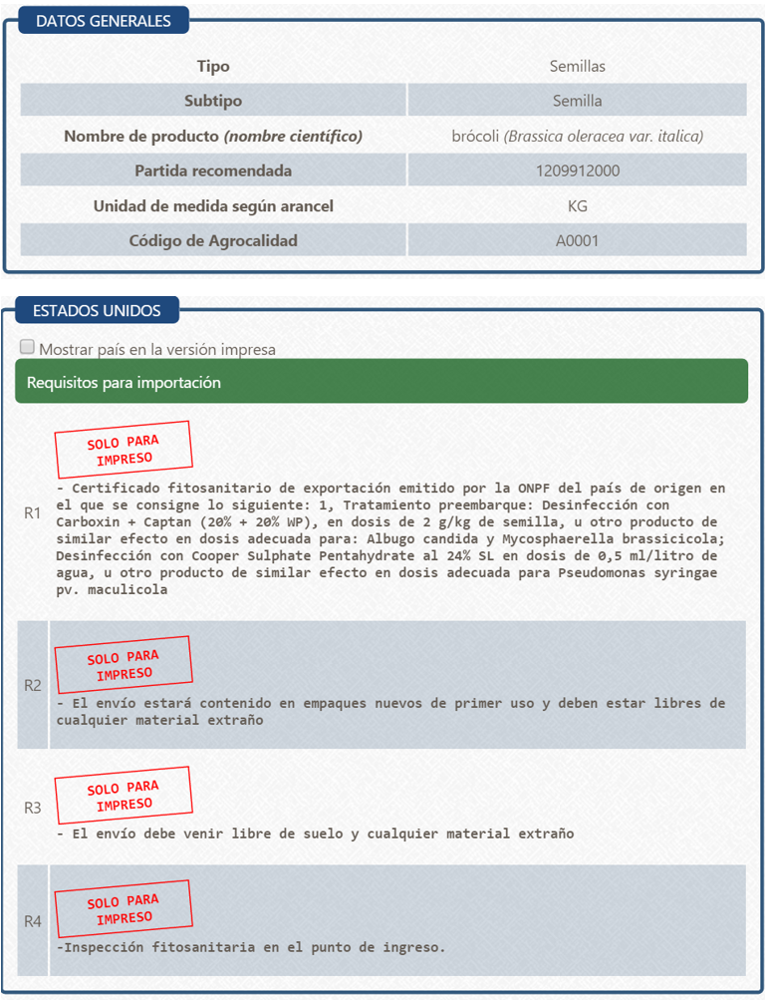 DATOS GENERALES
Tipo Semillas
Subtipo Semilla
Nombre de producto (nombre científico) brócoli (Brassica oleracea var. italica)
Partida recomendada 1209912000
Unidad de medida según arancel KG
Código de Agrocalidad A0001
ESTADOS UNIDOS
Mostrar país en la versión impresa
Requisitos para importación
R1
SOLO PARA
IMPRESO
- Certificado fitosanitario de exportación emitido por la ONPF del país de origen en
el que se consigne lo siguiente: 1, Tratamiento preembarque: Desinfección con
Carboxin + Captan (20% + 20% WP), en dosis de 2 g/kg de semilla, u otro producto de
similar efecto en dosis adecuada para: Albugo candida y Mycosphaerella brassicicola;
Desinfección con Cooper Sulphate Pentahydrate al 24% SL en dosis de 0,5 ml/litro de
agua, u otro producto de similar efecto en dosis adecuada para Pseudomonas syringae
pv. maculicola
R2
SOLO PARA
IMPRESO
- El envío estará contenido en empaques nuevos de primer uso y deben estar libres de
cualquier material extraño
R3
SOLO PARA
IMPRESO
- El envío debe venir libre de suelo y cualquier material extraño
R4
SOLO PARA
IMPRESO
-Inspección fitosanitaria en el punto de ingreso.